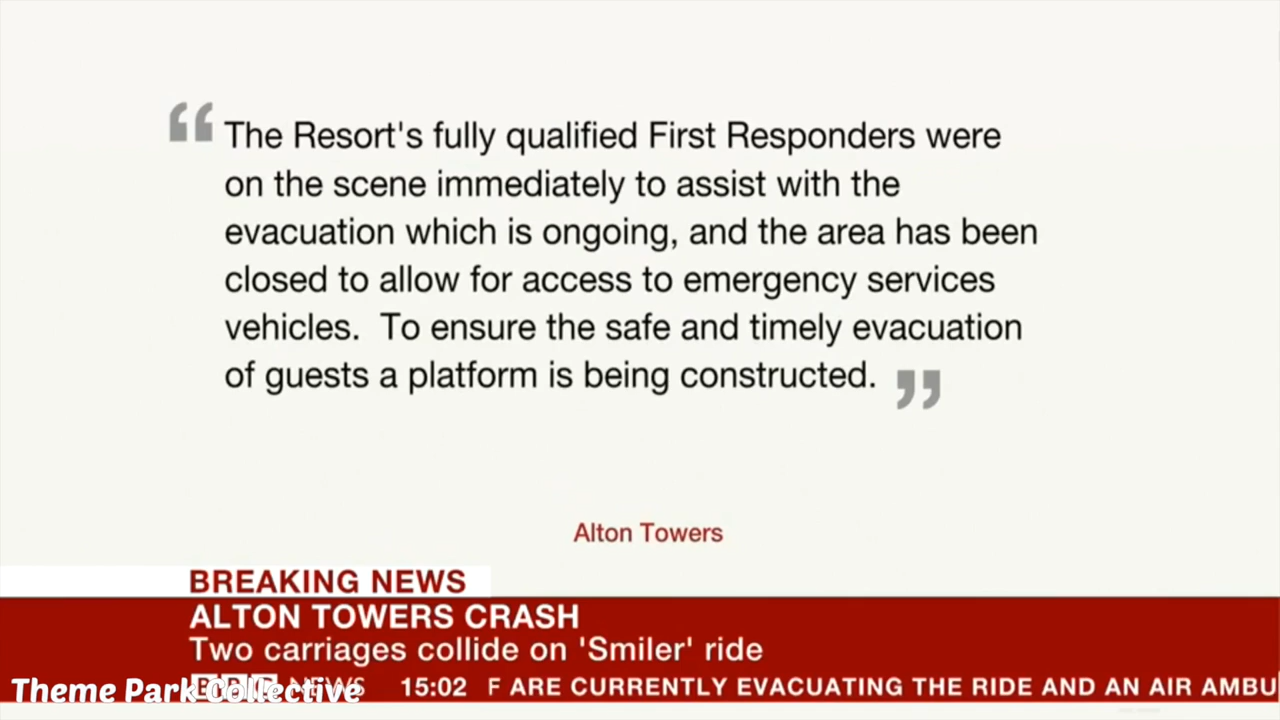 “ The Resort's fully qualified First Responders were
on the scene immediately to assist with the
evacuation which is ongoing, and the area has been
closed to allow for access to emergency services
vehicles.  To ensure the safe and timely evacuation
of guests a platform is being constructed. ”
Alton Towers
BREAKING NEWS
ALTON TOWERS CRASH
Two carriages collide on 'Smiler' ride
Theme Park Collective
BBC NEWS 15:02 F ARE CURRENTLY EVACUATING THE RIDE AND AN AIR AMBU